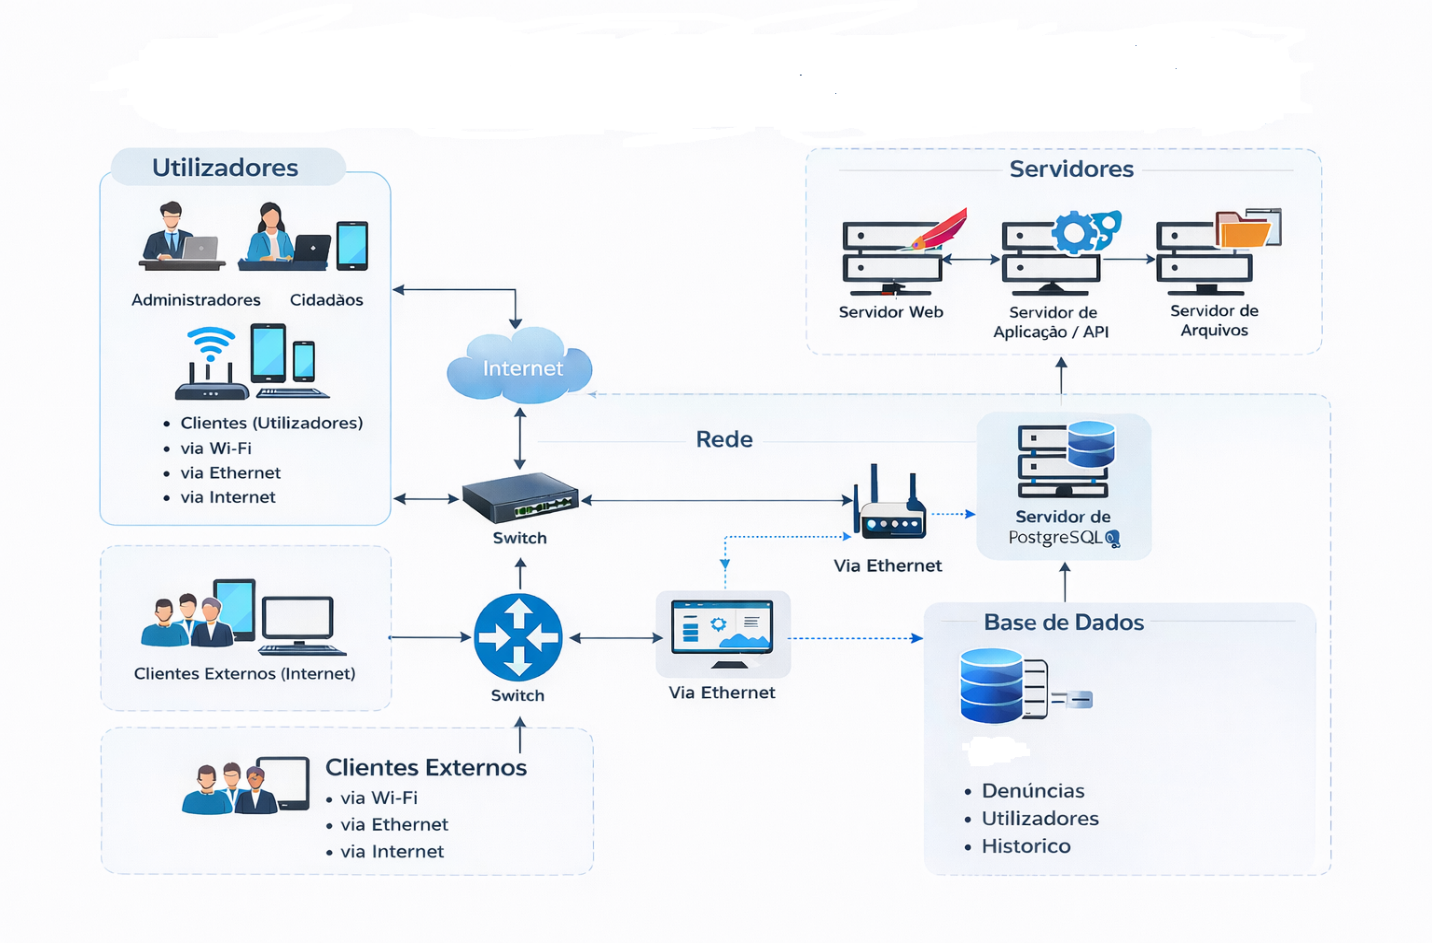 Utilizadores
Administradores
Cidadãos
• Clientes (Utilizadores)
• via Wi-Fi
• via Ethernet
• via Internet
Servidores
Servidor Web
Servidor de
Aplicação / API
Servidor de
Arquivos
Internet
Rede
Switch
Via Ethernet
Servidor de
PostgreSQL
Clientes Externos (Internet)
Switch
Via Ethernet
Base de Dados
• Denúncias
• Utilizadores
• Historico
Clientes Externos
• via Wi-Fi
• via Ethernet
• via Internet